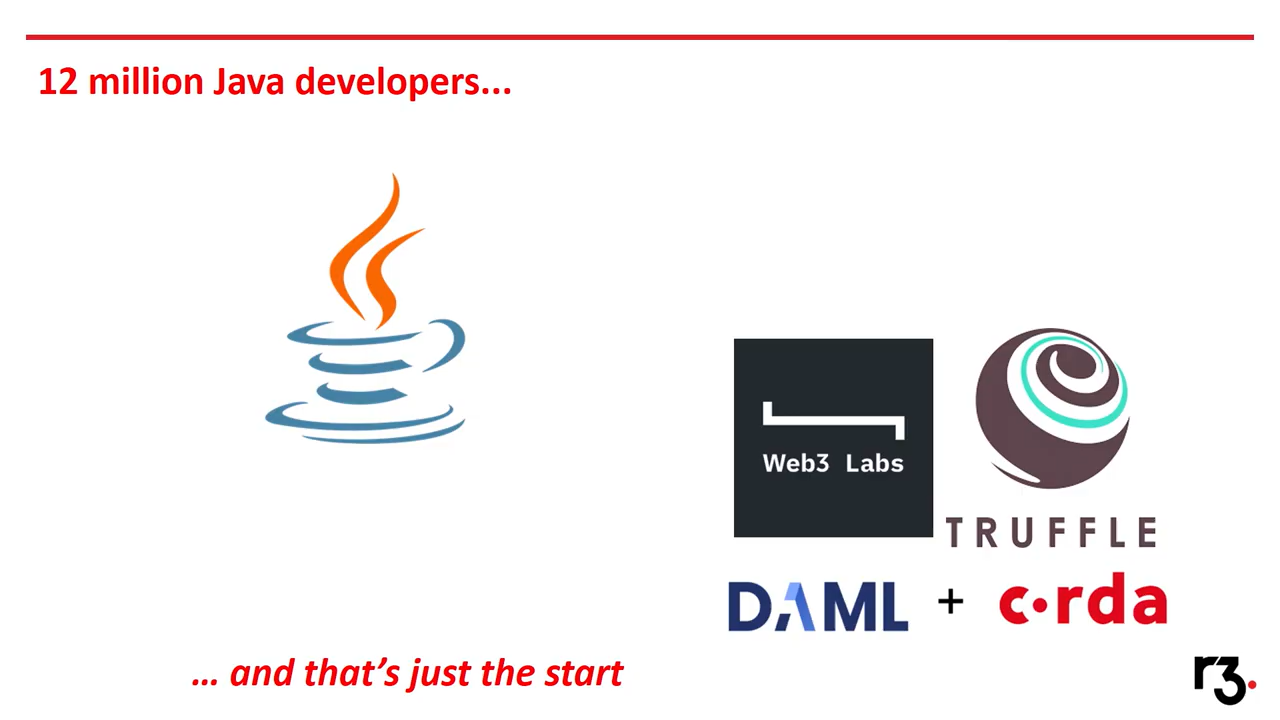 12 million Java developers...
Web3 Labs
TRUFFLE
DAML + c·rda
... and that's just the start
r3.